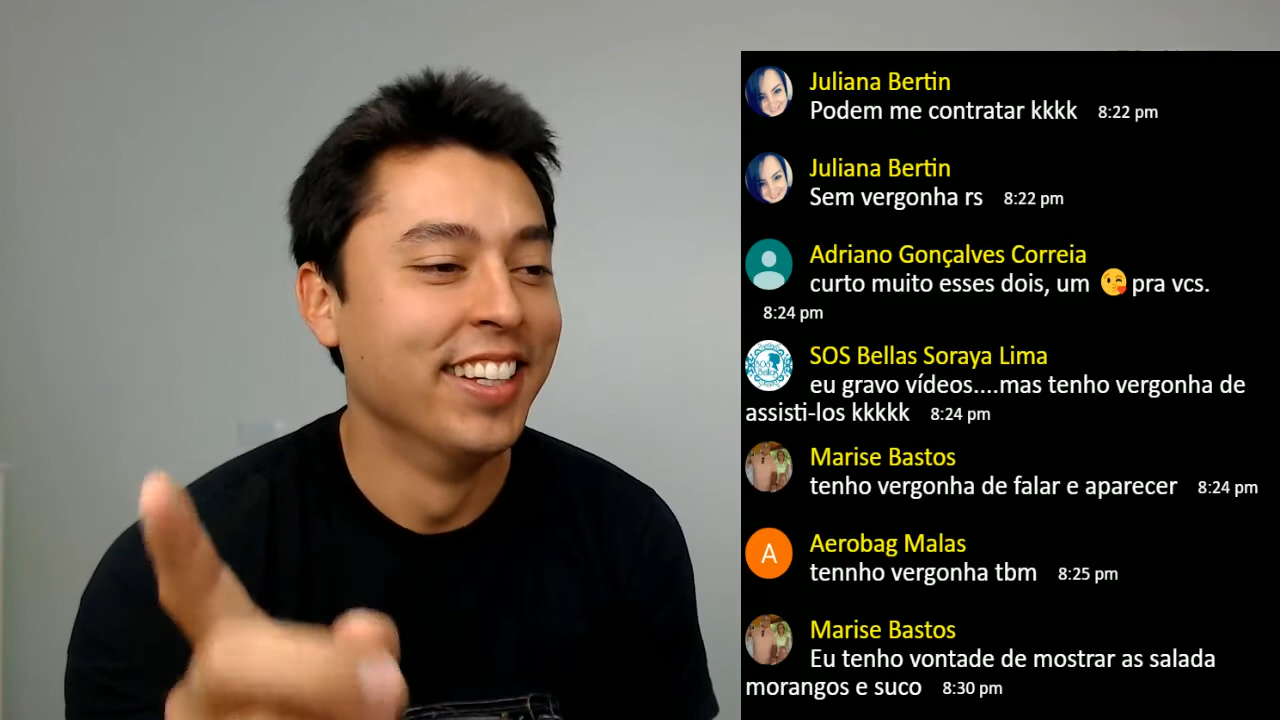 Juliana Bertin
Podem me contratar kkkk 8:22 pm
Juliana Bertin
Sem vergonha rs 8:22 pm
Adriano Gonçalves Correia
curto muito esses dois, um 😘 pra vcs.
8:24 pm
SOS Bellas Soraya Lima
eu gravo vídeos....mas tenho vergonha de
assisti-los kkkkk 8:24 pm
Marise Bastos
tenho vergonha de falar e aparecer 8:24 pm
A
Aerobag Malas
tennho vergonha tbm 8:25 pm
Marise Bastos
Eu tenho vontade de mostrar as salada
morangos e suco 8:30 pm